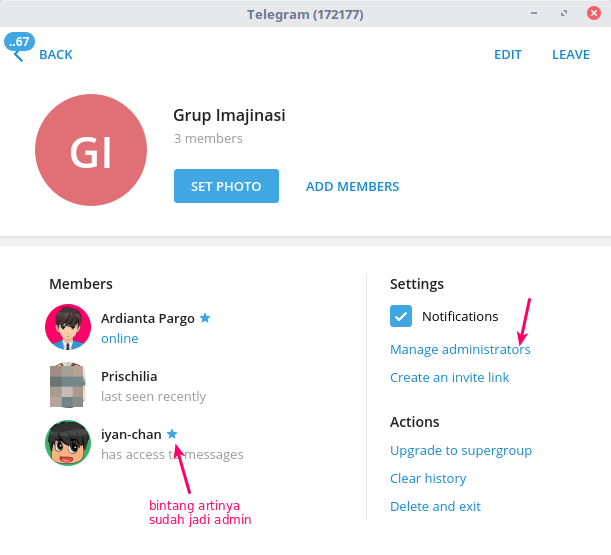 Telegram (172177)
..67
BACK
EDIT
LEAVE
GI
Grup Imajinasi
3 members
SET PHOTO
ADD MEMBERS
Members
Ardianta Pargo
online
Prischilia
last seen recently
iyan-chan
has access to messages
bintang artinya
sudah jadi admin
Settings
Notifications
Manage administrators
Create an invite link
Actions
Upgrade to supergroup
Clear history
Delete and exit